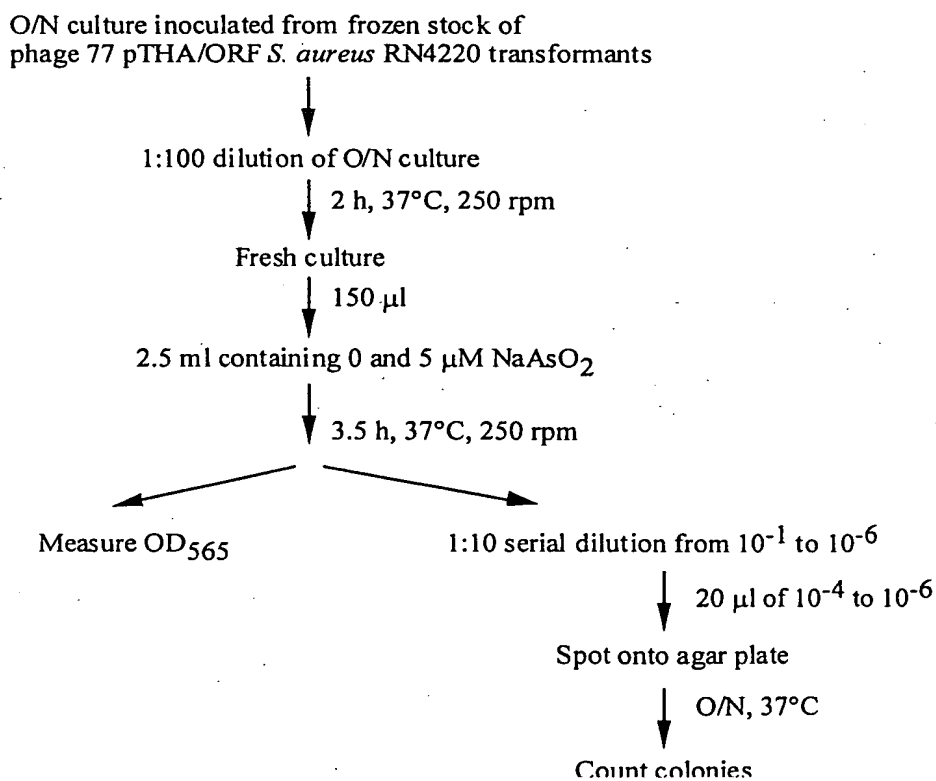 O/N culture inoculated from frozen stock of
phage 77 pTHA/ORF S. aureus RN4220 transformants
1:100 dilution of O/N culture
2 h, 37°C, 250 rpm
Fresh culture
150 µl
2.5 ml containing 0 and 5 µM NaAsO2
3.5 h, 37°C, 250 rpm
Measure OD565
1:10 serial dilution from 10-1 to 10-6
20 µl of 10-4 to 10-6
Spot onto agar plate
O/N, 37°C
Count colonies